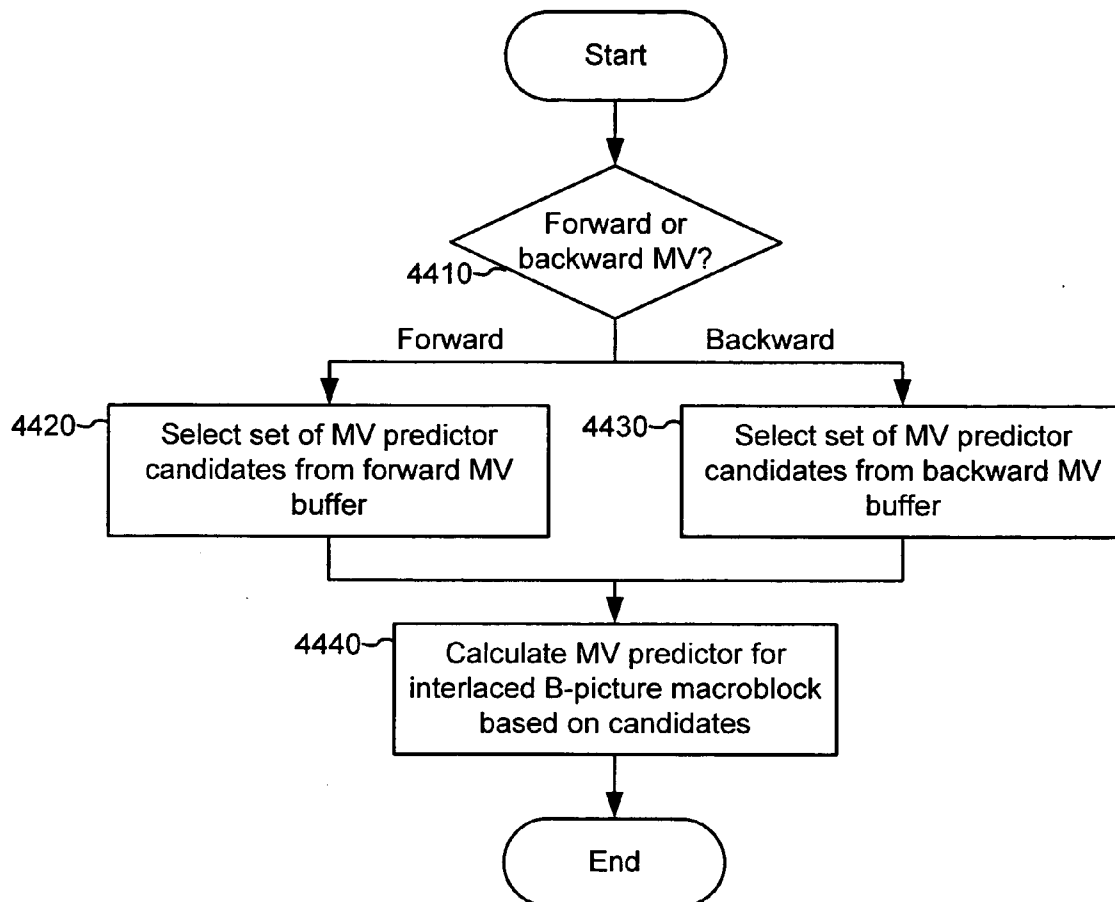 Start
Forward or
backward MV?
4410
Forward
Backward
4420
Select set of MV predictor
candidates from forward MV
buffer
4430
Select set of MV predictor
candidates from backward MV
buffer
4440
Calculate MV predictor for
interlaced B-picture macroblock
based on candidates
End